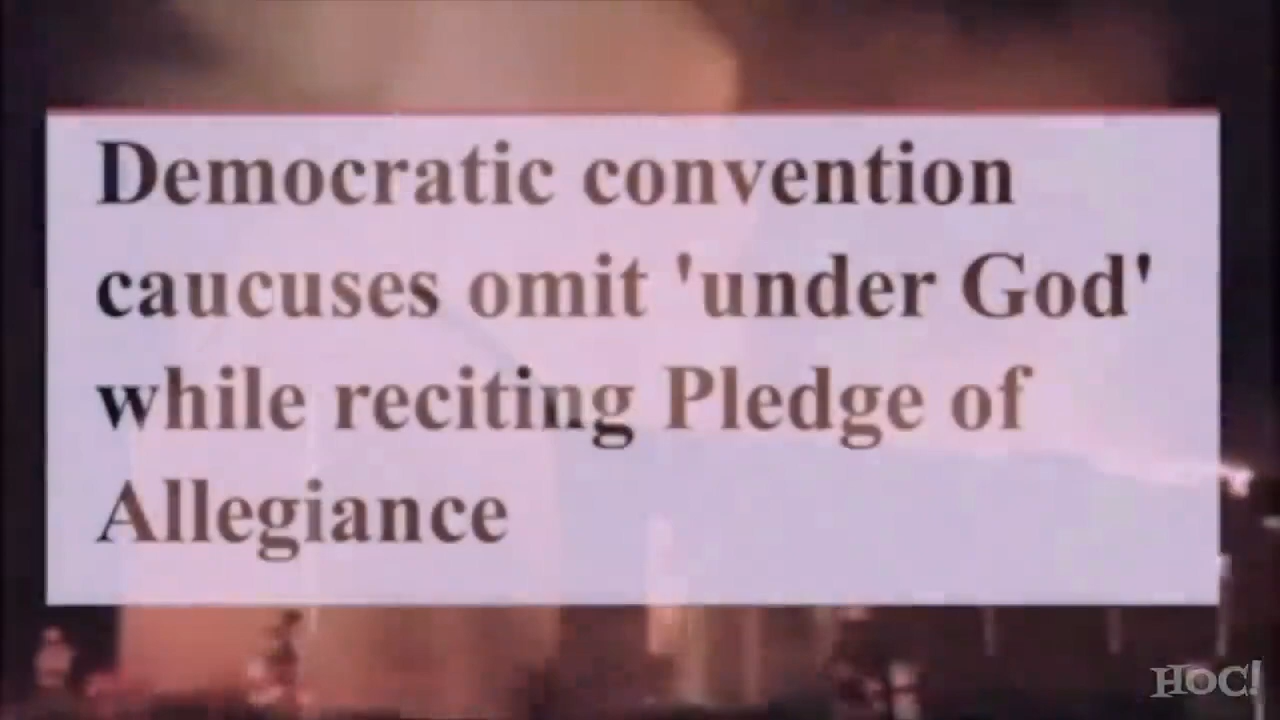 Democratic convention
caucuses omit 'under God'
while reciting Pledge of
Allegiance
HOC!